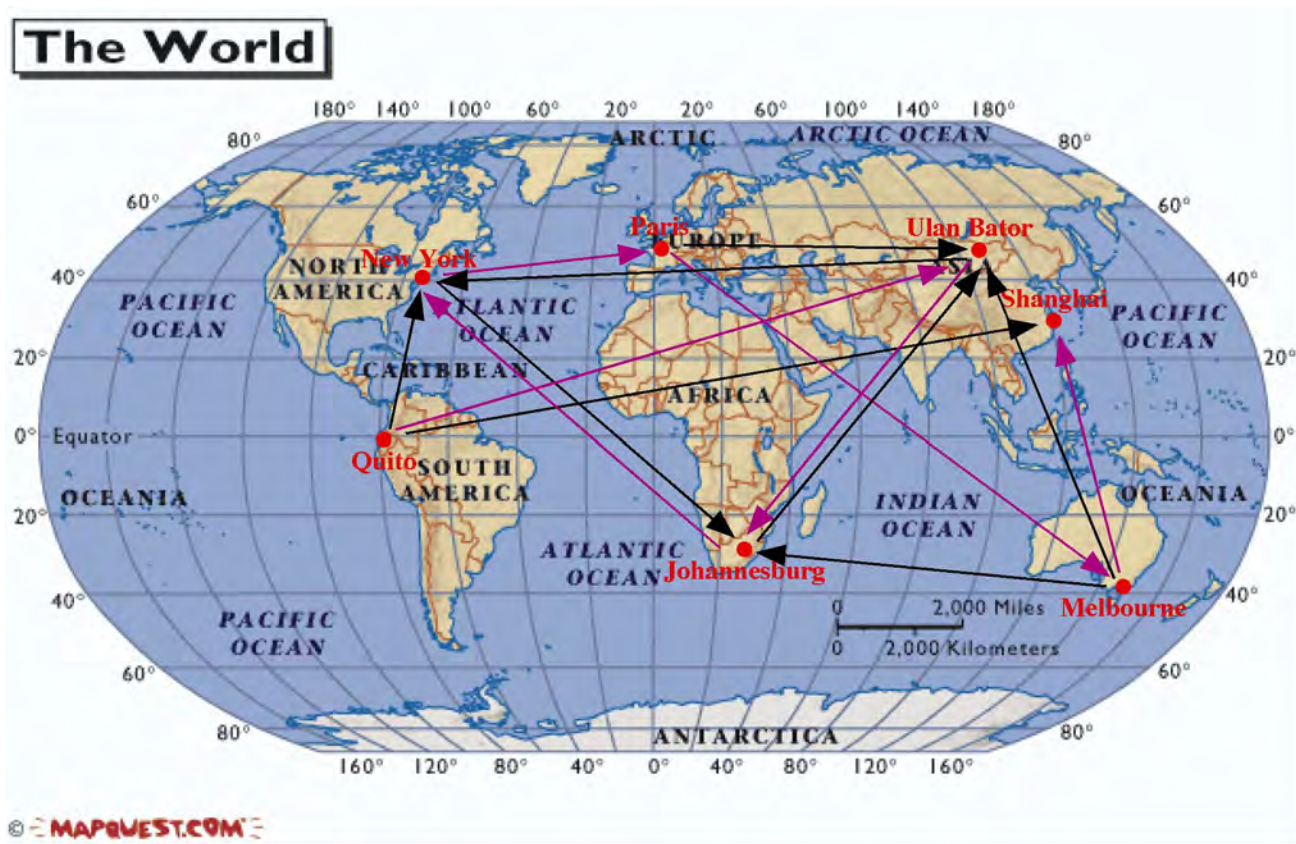 The World
180° 140° 100° 60° 20° 20° 60° 100° 140° 180°
80° ARCTIC ARCTIC OCEAN 80°
60° 60°
Paris Ulan Bator
EUROPE
New York
NORTH
AMERICA
40° 40°
Shanghai
PACIFIC
OCEAN
ATLANTIC
OCEAN
PACIFIC
OCEAN
20° 20°
CARIBBEAN
AFRICA
0° Equator 0°
Quito
SOUTH
AMERICA
OCEANIA
INDIAN
OCEAN
OCEANIA
20° 20°
ATLANTIC
OCEAN
Johannesburg
40° 40°
Melbourne
0 2,000 Miles
0 2,000 Kilometers
PACIFIC
OCEAN
60° 60°
80° 80°
ANTARCTICA
160° 120° 80° 40° 0° 40° 80° 120° 160°
© MAPQUEST.COM